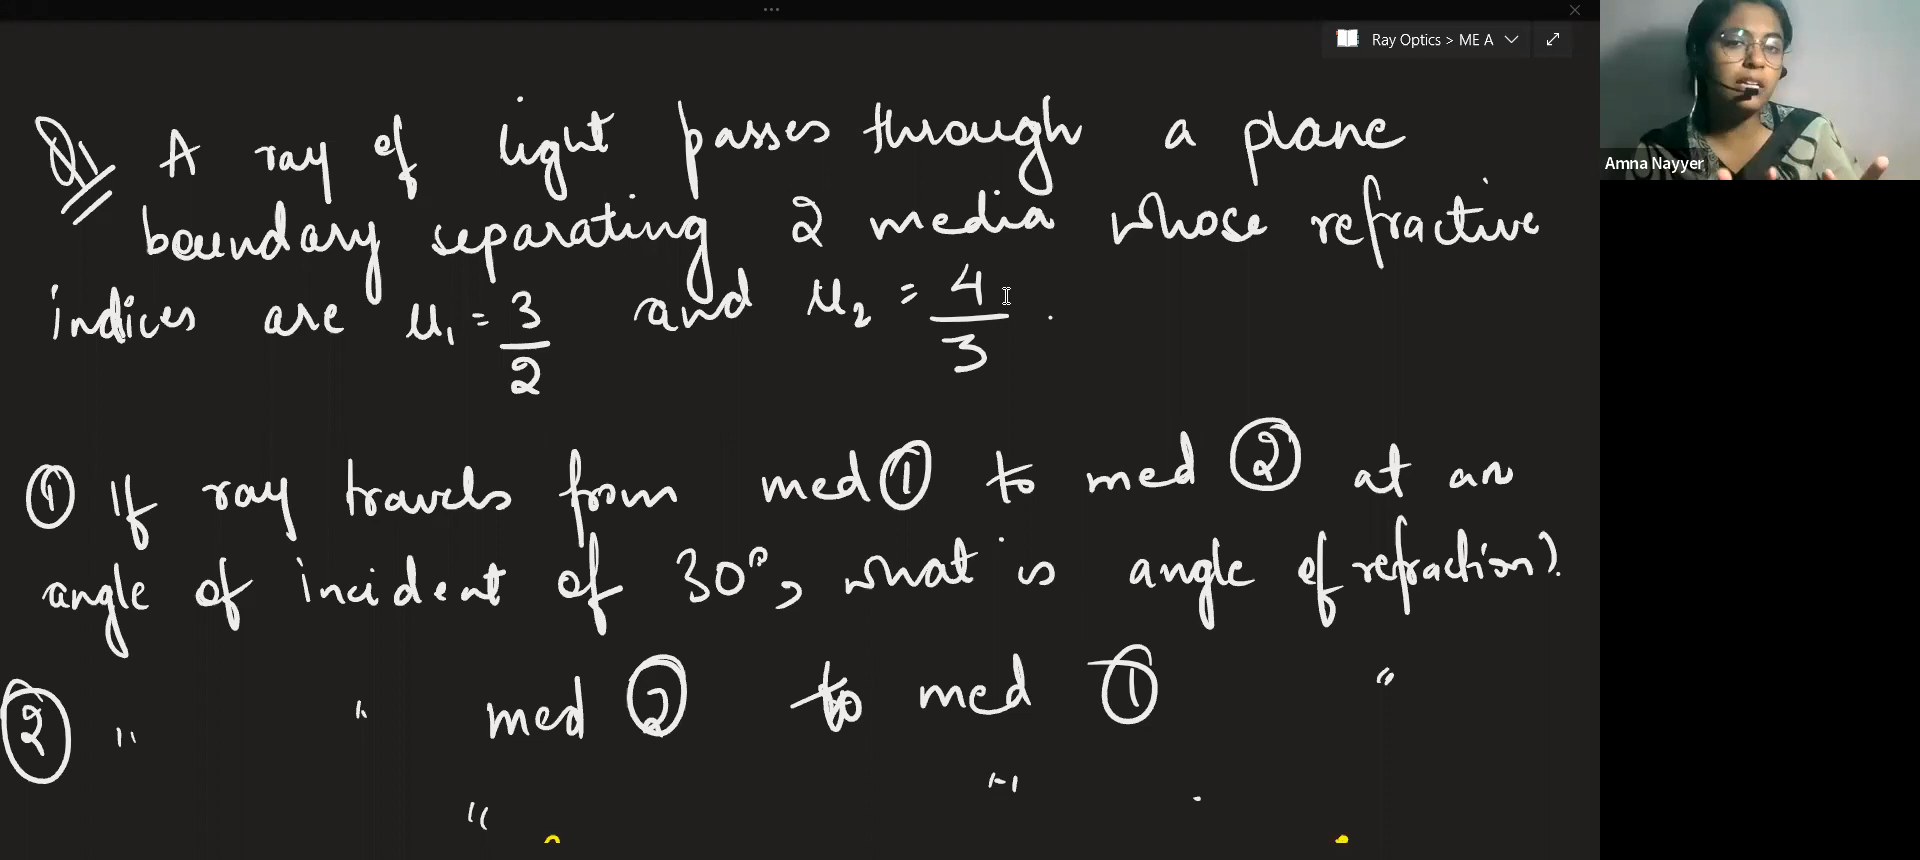 Ray Optics > ME A
Amna Nayyer
Q1 A ray of light passes through a plane
boundary separating 2 media whose refractive
indices are μ₁ = 3/2 and μ₂ = 4/3 .
① If ray travels from med ① to med ② at an
angle of incident of 30°, what is angle of refraction?
② " " med ② to med ① "
" "